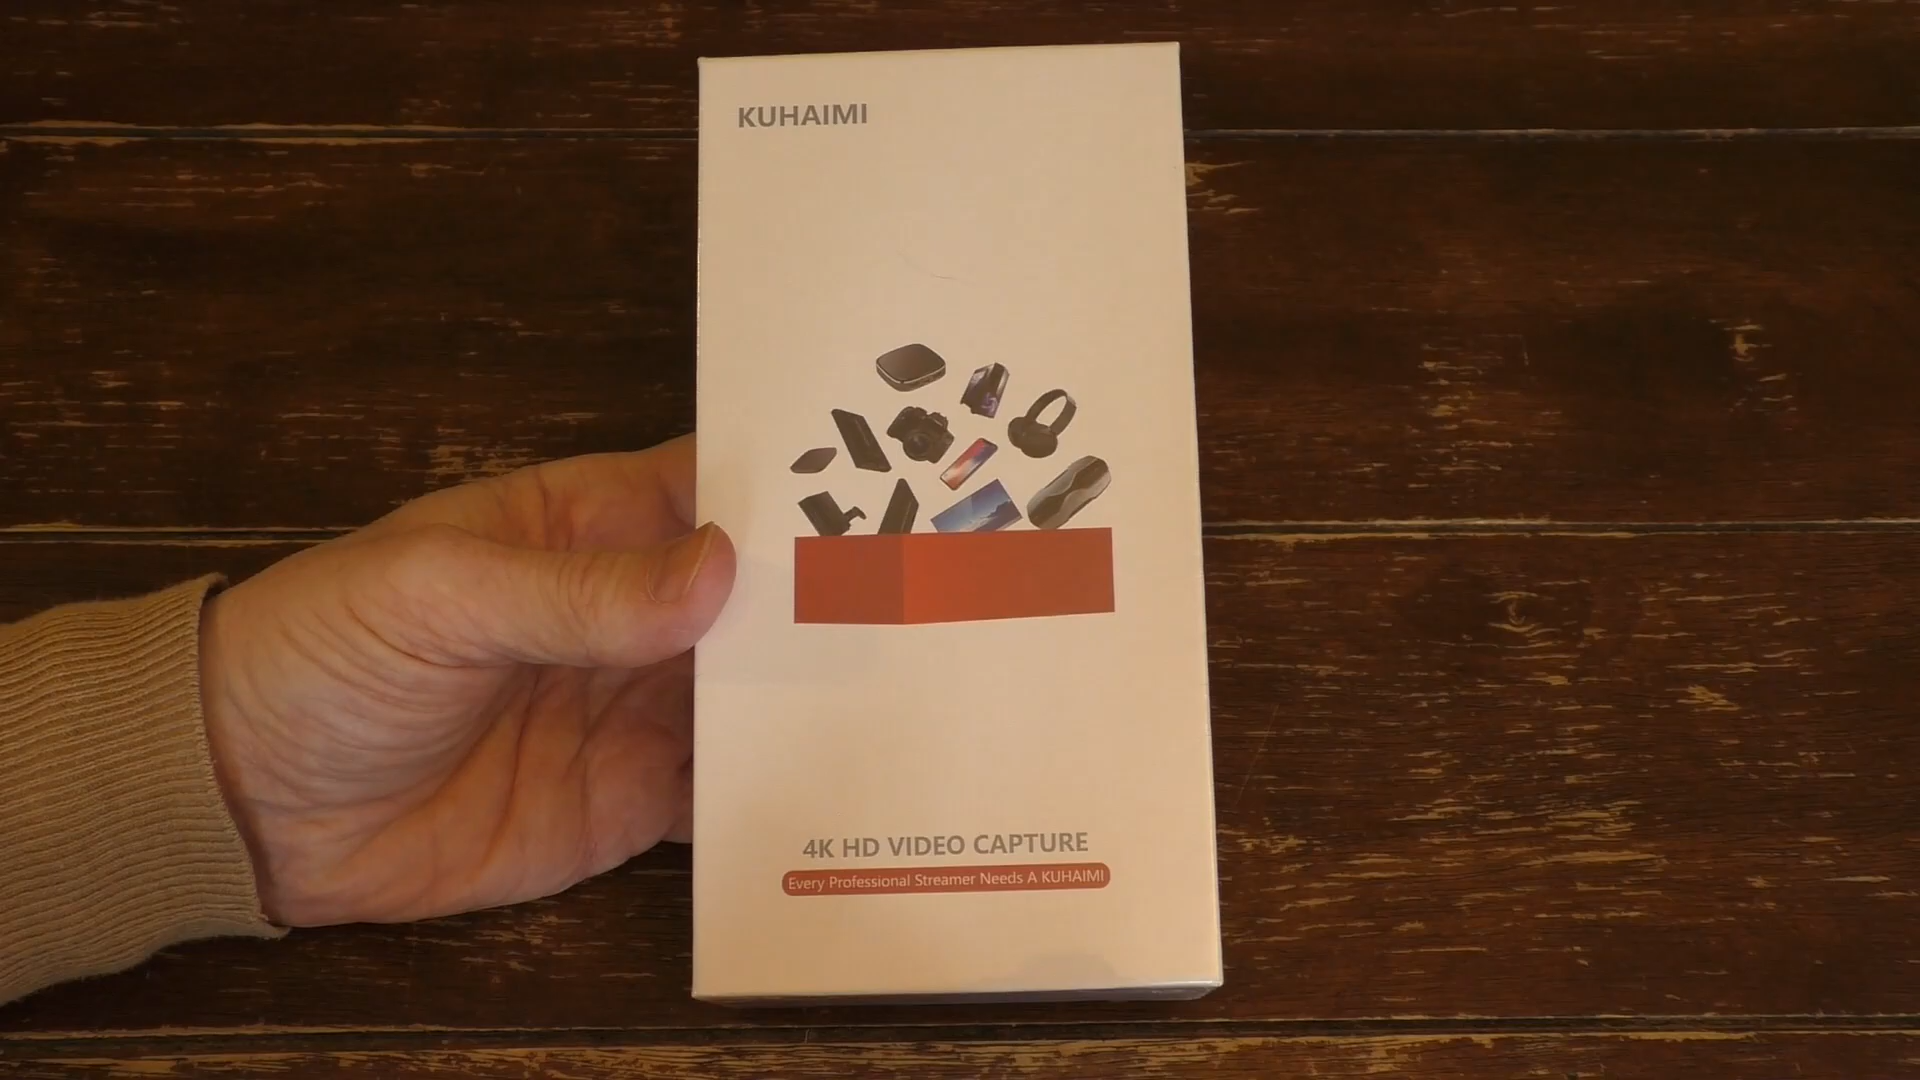 KUHAIMI
4K HD VIDEO CAPTURE
Every Professional Streamer Needs A KUHAIMI